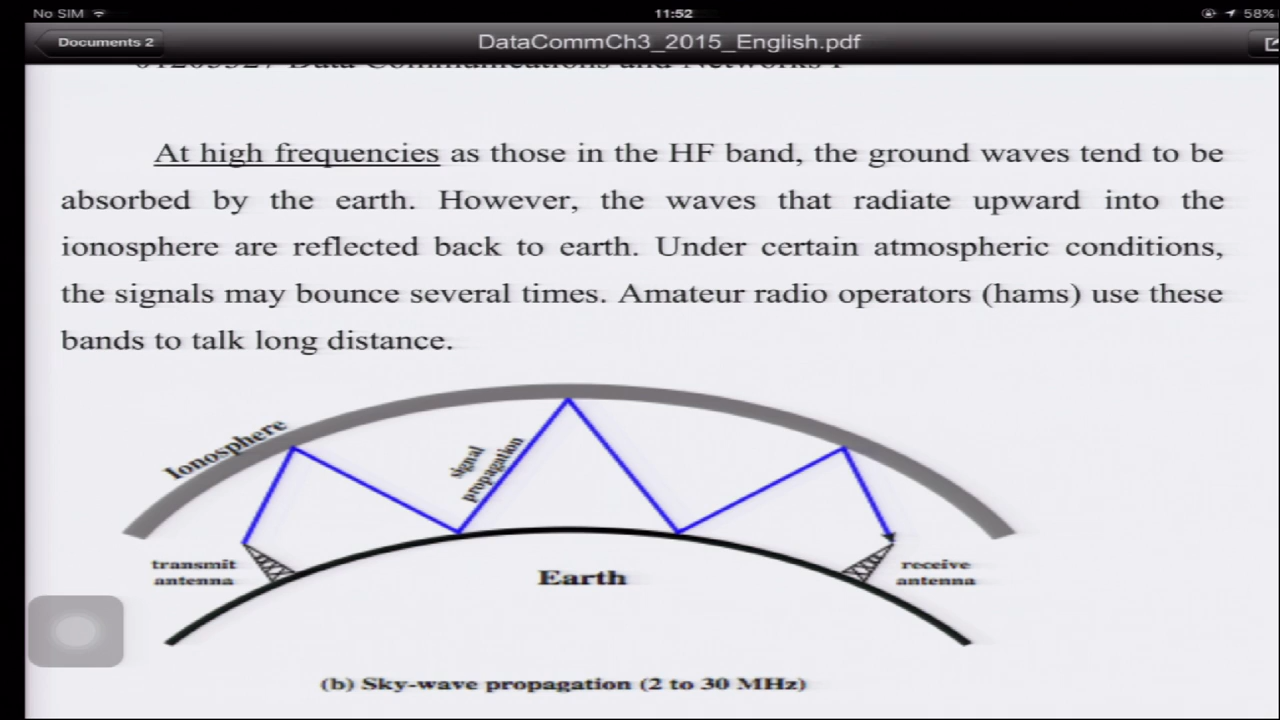 No SIM
11:52
58%
Documents 2
DataCommCh3_2015_English.pdf
Data Communications and Networks I
At high frequencies as those in the HF band, the ground waves tend to be
absorbed by the earth. However, the waves that radiate upward into the
ionosphere are reflected back to earth. Under certain atmospheric conditions,
the signals may bounce several times. Amateur radio operators (hams) use these
bands to talk long distance.
Ionosphere
signal
propagation
transmit
antenna
Earth
receive
antenna
(b) Sky-wave propagation (2 to 30 MHz)